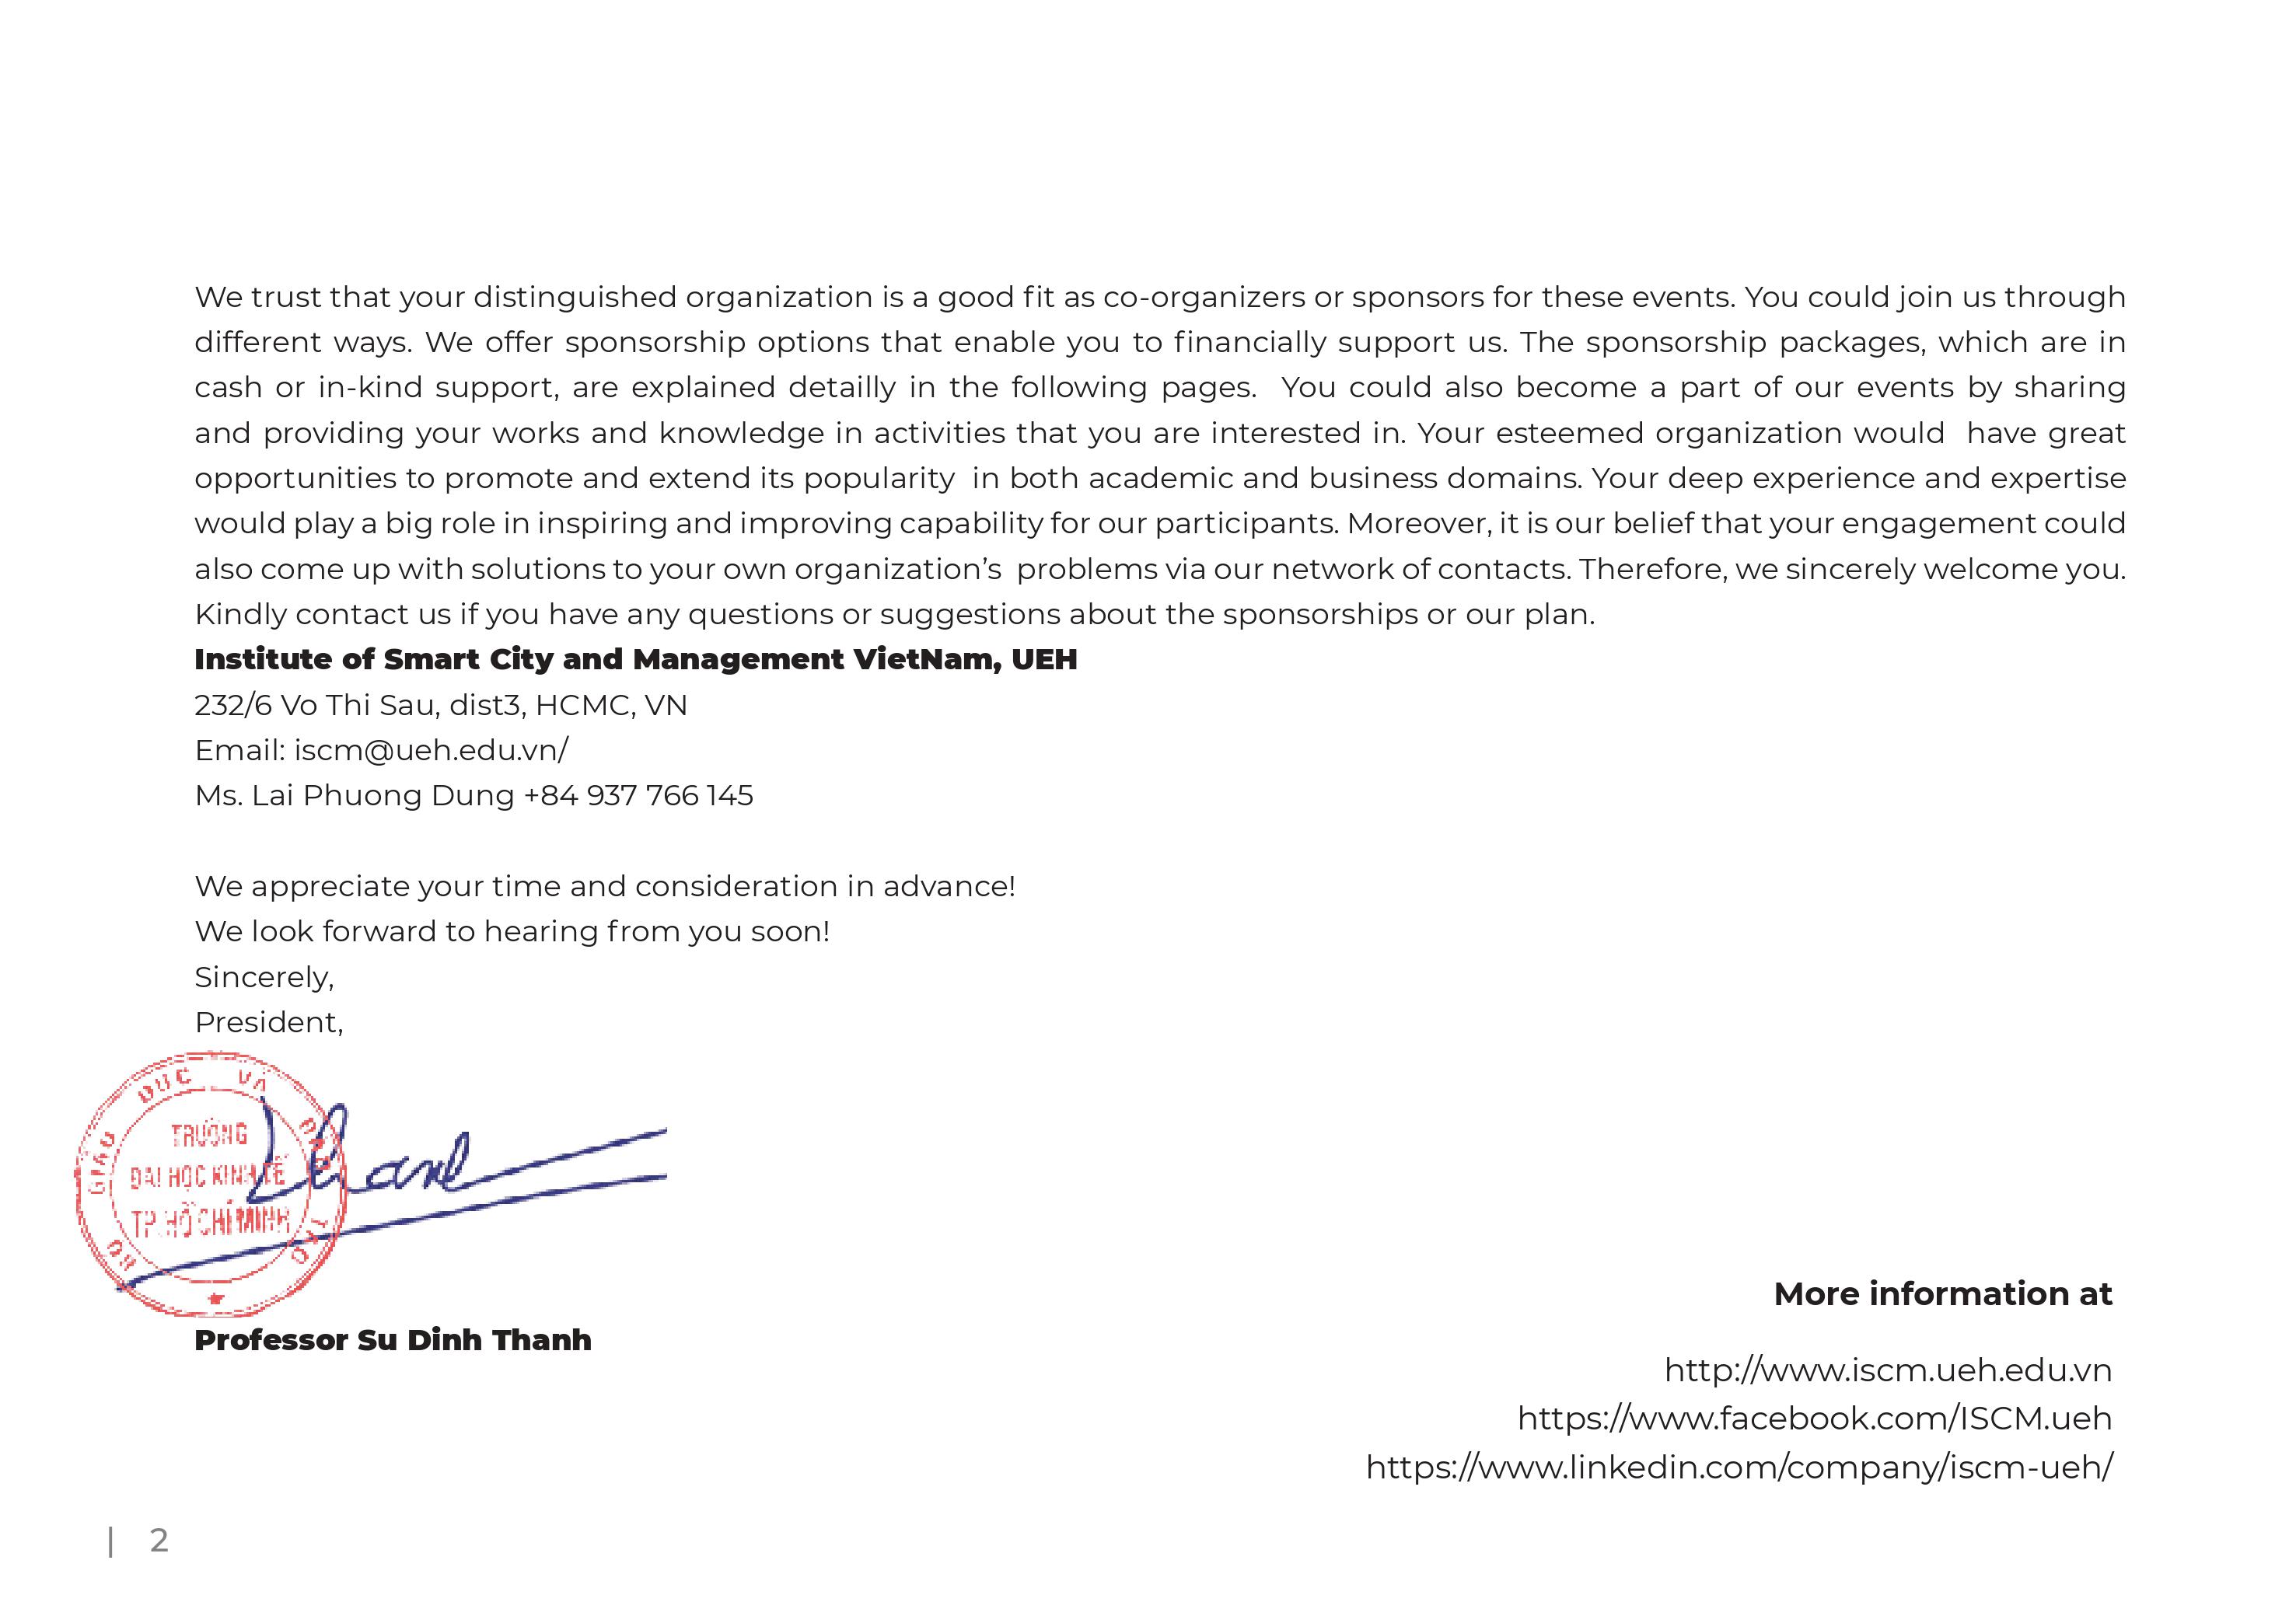 We trust that your distinguished organization is a good fit as co-organizers or sponsors for these events. You could join us through
different ways. We offer sponsorship options that enable you to financially support us. The sponsorship packages, which are in
cash or in-kind support, are explained detailly in the following pages.  You could also become a part of our events by sharing
and providing your works and knowledge in activities that you are interested in. Your esteemed organization would  have great
opportunities to promote and extend its popularity  in both academic and business domains. Your deep experience and expertise
would play a big role in inspiring and improving capability for our participants. Moreover, it is our belief that your engagement could
also come up with solutions to your own organization’s  problems via our network of contacts. Therefore, we sincerely welcome you.
Kindly contact us if you have any questions or suggestions about the sponsorships or our plan.
Institute of Smart City and Management VietNam, UEH
232/6 Vo Thi Sau, dist3, HCMC, VN
Email: iscm@ueh.edu.vn/
Ms. Lai Phuong Dung +84 937 766 145
We appreciate your time and consideration in advance!
We look forward to hearing from you soon!
Sincerely,
President,
BỘ GIÁO DỤC VÀ ĐÀO TẠO
TRƯỜNG
ĐẠI HỌC KINH TẾ
TP.HỒ CHÍ MINH
Professor Su Dinh Thanh
More information at
http://www.iscm.ueh.edu.vn
https://www.facebook.com/ISCM.ueh
https://www.linkedin.com/company/iscm-ueh/
| 2